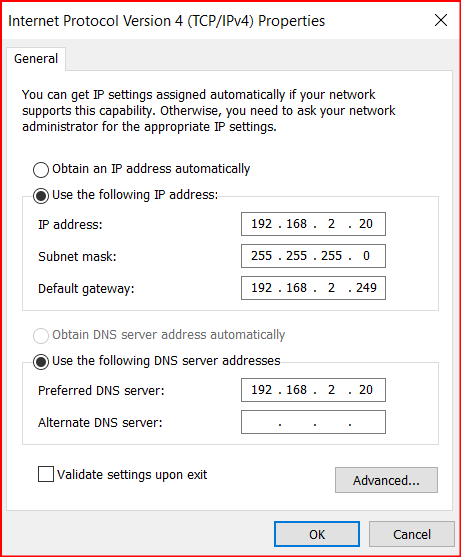 Internet Protocol Version 4 (TCP/IPv4) Properties
General
You can get IP settings assigned automatically if your network
supports this capability. Otherwise, you need to ask your network
administrator for the appropriate IP settings.
Obtain an IP address automatically
Use the following IP address:
IP address: 192 . 168 . 2 . 20
Subnet mask: 255 . 255 . 255 . 0
Default gateway: 192 . 168 . 2 . 249
Obtain DNS server address automatically
Use the following DNS server addresses
Preferred DNS server: 192 . 168 . 2 . 20
Alternate DNS server: . . .
Validate settings upon exit
Advanced...
OK Cancel